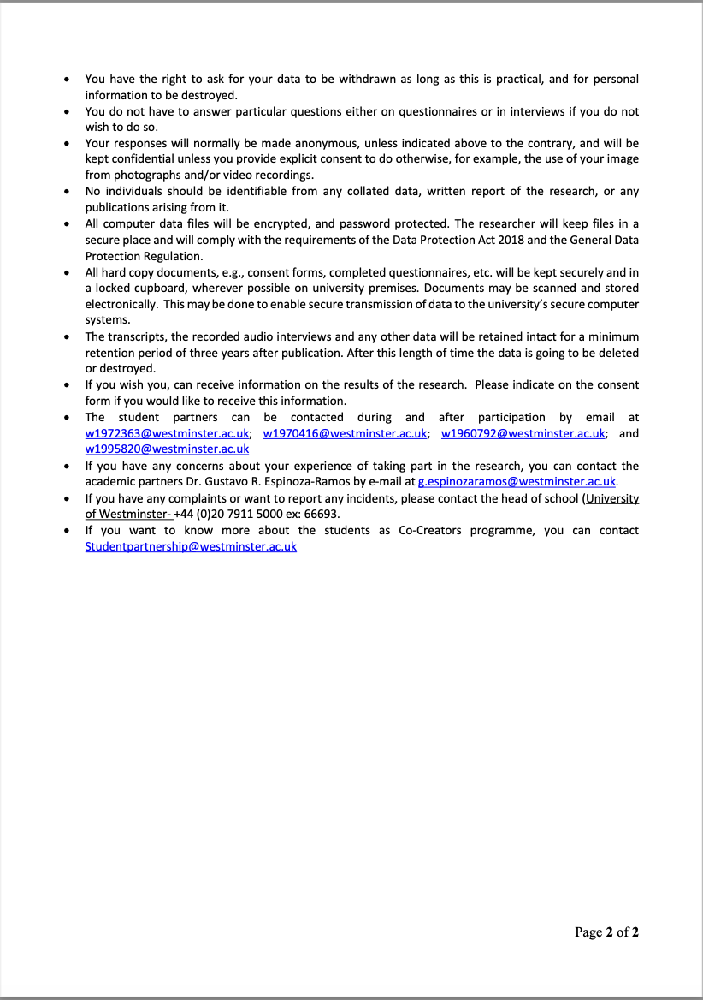 • You have the right to ask for your data to be withdrawn as long as this is practical, and for personal
information to be destroyed.
• You do not have to answer particular questions either on questionnaires or in interviews if you do not
wish to do so.
• Your responses will normally be made anonymous, unless indicated above to the contrary, and will be
kept confidential unless you provide explicit consent to do otherwise, for example, the use of your image
from photographs and/or video recordings.
• No individuals should be identifiable from any collated data, written report of the research, or any
publications arising from it.
• All computer data files will be encrypted, and password protected. The researcher will keep files in a
secure place and will comply with the requirements of the Data Protection Act 2018 and the General Data
Protection Regulation.
• All hard copy documents, e.g., consent forms, completed questionnaires, etc. will be kept securely and in
a locked cupboard, wherever possible on university premises. Documents may be scanned and stored
electronically. This may be done to enable secure transmission of data to the university’s secure computer
systems.
• The transcripts, the recorded audio interviews and any other data will be retained intact for a minimum
retention period of three years after publication. After this length of time the data is going to be deleted
or destroyed.
• If you wish you, can receive information on the results of the research. Please indicate on the consent
form if you would like to receive this information.
• The student partners can be contacted during and after participation by email at
w1972363@westminster.ac.uk; w1970416@westminster.ac.uk; w1960792@westminster.ac.uk; and
w1995820@westminster.ac.uk
• If you have any concerns about your experience of taking part in the research, you can contact the
academic partners Dr. Gustavo R. Espinoza-Ramos by e-mail at g.espinozaramos@westminster.ac.uk.
• If you have any complaints or want to report any incidents, please contact the head of school (University
of Westminster- +44 (0)20 7911 5000 ex: 66693.
• If you want to know more about the students as Co-Creators programme, you can contact
Studentpartnership@westminster.ac.uk
Page 2 of 2